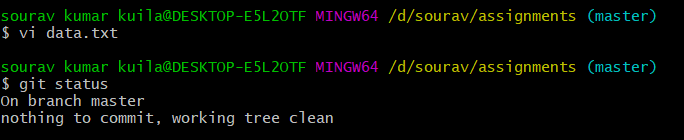 sourav kumar kuila@DESKTOP-E5L2OTF MINGW64 /d/sourav/assignments (master)
$ vi data.txt
sourav kumar kuila@DESKTOP-E5L2OTF MINGW64 /d/sourav/assignments (master)
$ git status
On branch master
nothing to commit, working tree clean